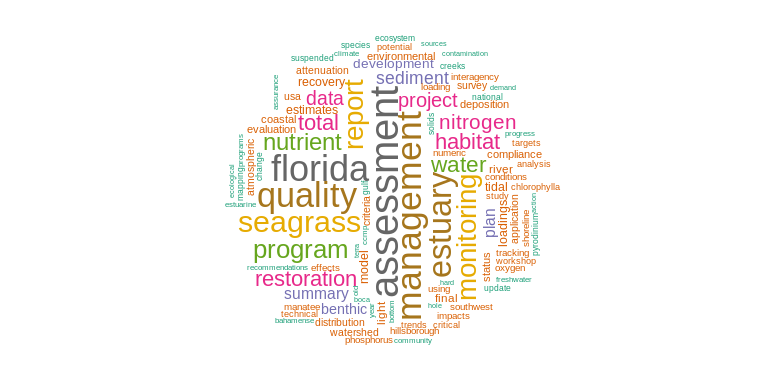 ecosystem
sources
species
potential
climate
environmental
contamination
suspended
development
creeks
attenuation
sediment
interagency
recovery
loading
survey
demand
assurance
usa
data
report
project
national
deposition
estimates
coastal
total
assessment
management
solids
nitrogen
evaluation
nutrient
habitat
progress
numeric
targets
compliance
programs
mapping
ecological
change
atmospheric
florida
water
river
analysis
conditions
quality
gulf
estuary
monitoring
tidal
chlorophylla
study
estuarine
criteria
seagrass
ccmp
plan
loadings
application
shoreline
action
pyrodinium
program
terra
model
tracking
workshop
recommendations
effects
status
oxygen
restoration
hard
freshwater
summary
old
using
update
boca
final
manatee
benthic
year
light
bottom
hole
southwest
technical
impacts
bahamense
distribution
trends
critical
watershed
hillsborough
phosphorus
community